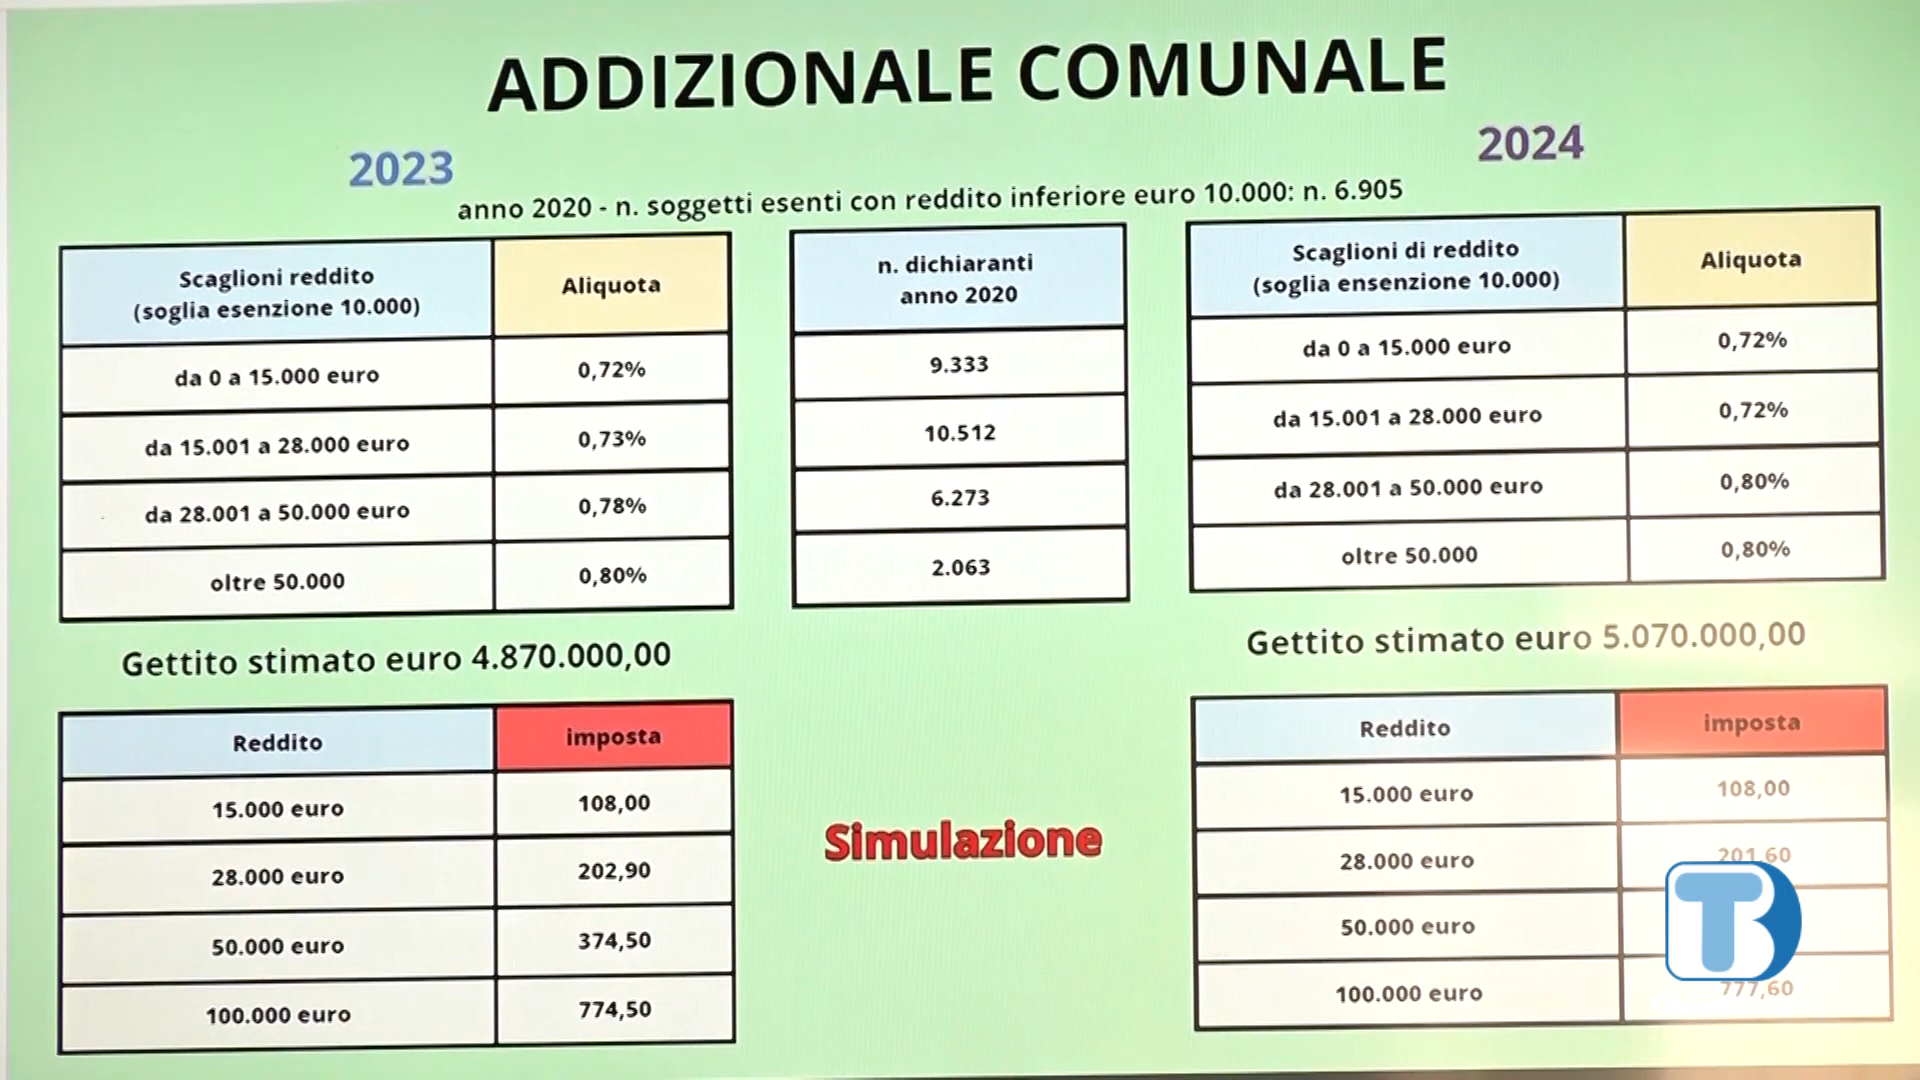 ADDIZIONALE COMUNALE
2023
2024
anno 2020 - n. soggetti esenti con reddito inferiore euro 10.000: n. 6.905
Scaglioni reddito
(soglia esenzione 10.000)
Aliquota
da 0 a 15.000 euro
0,72%
da 15.001 a 28.000 euro
0,73%
da 28.001 a 50.000 euro
0,78%
oltre 50.000
0,80%
n. dichiaranti
anno 2020
9.333
10.512
6.273
2.063
Scaglioni di reddito
(soglia ensenzione 10.000)
Aliquota
da 0 a 15.000 euro
0,72%
da 15.001 a 28.000 euro
0,72%
da 28.001 a 50.000 euro
0,80%
oltre 50.000
0,80%
Gettito stimato euro 4.870.000,00
Gettito stimato euro 5.070.000,00
Reddito
imposta
15.000 euro
108,00
28.000 euro
202,90
50.000 euro
374,50
100.000 euro
774,50
Simulazione
Reddito
imposta
15.000 euro
108,00
28.000 euro
201,60
50.000 euro
100.000 euro
777,60
TB